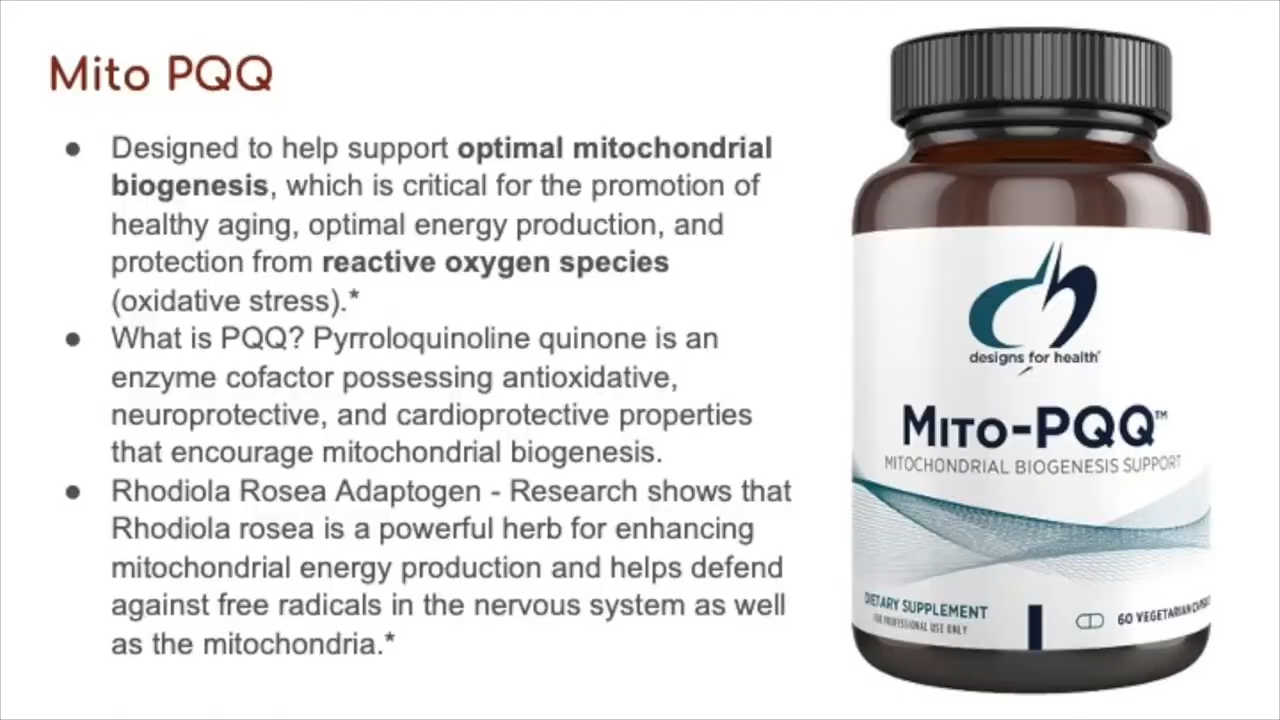 Mito PQQ
● Designed to help support optimal mitochondrial
biogenesis, which is critical for the promotion of
healthy aging, optimal energy production, and
protection from reactive oxygen species
(oxidative stress).*
● What is PQQ? Pyrroloquinoline quinone is an
enzyme cofactor possessing antioxidative,
neuroprotective, and cardioprotective properties
that encourage mitochondrial biogenesis.
● Rhodiola Rosea Adaptogen - Research shows that
Rhodiola rosea is a powerful herb for enhancing
mitochondrial energy production and helps defend
against free radicals in the nervous system as well
as the mitochondria.*
designs for health®
MITO-PQQ™
MITOCHONDRIAL BIOGENESIS SUPPORT
DIETARY SUPPLEMENT
FOR PROFESSIONAL USE ONLY
60 VEGETARIAN